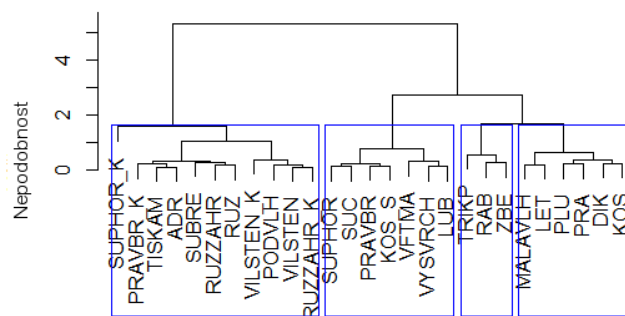 Nepodobnost
4
2
0
SUPHOR_K
PRAVBR_K
TISKAM
ADR
SUBRE
RUZZAHR
RUZ
VILSTEN_K
PODVLTH
VILSTEN
RUZZAHR_K
SUPHOR
SUC
PRAVBR
KOS_S
VFTMA
VYSVRCH
LUB
TRIKP
RAB
ZBE
MALAVLH
LET
PLU
PRA
DIK
KOS